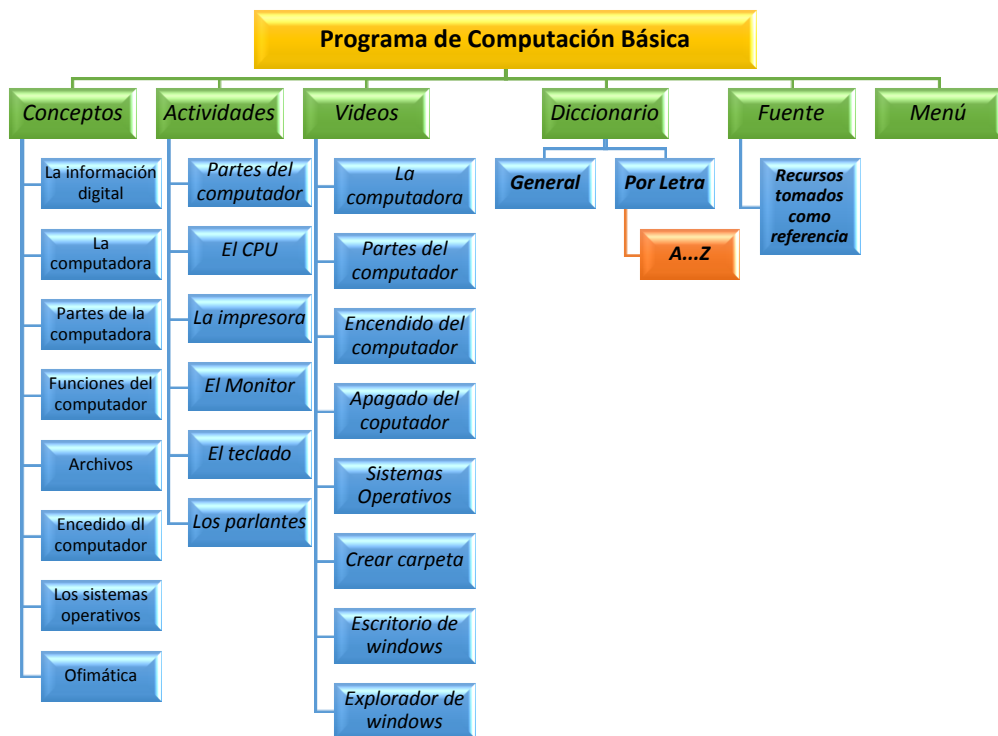 Programa de Computación Básica
Conceptos
Actividades
Videos
Diccionario
Fuente
Menú
La información
digital
La
computadora
Partes de la
computadora
Funciones del
computador
Archivos
Encedido dl
computador
Los sistemas
operativos
Ofimática
Partes del
computador
El CPU
La impresora
El Monitor
El teclado
Los parlantes
La
computadora
Partes del
computador
Encendido del
computador
Apagado del
coputador
Sistemas
Operativos
Crear carpeta
Escritorio de
windows
Explorador de
windows
General
Por Letra
A...Z
Recursos
tomados
como
referencia